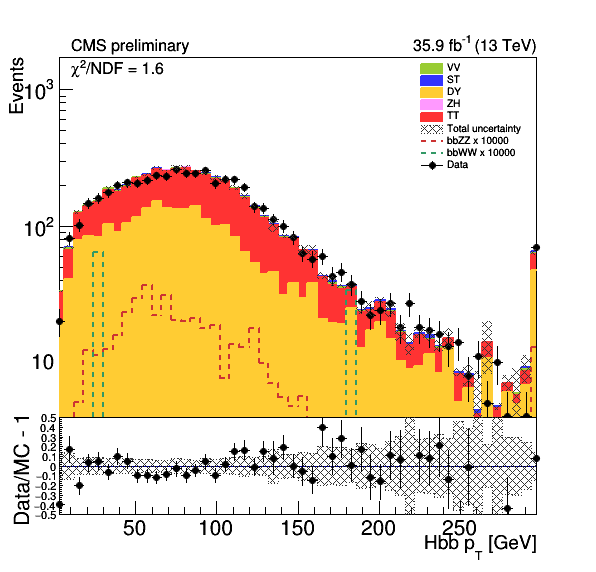 CMS preliminary
35.9 fb⁻¹ (13 TeV)
χ²/NDF = 1.6
Events
10³
10²
10
VV
ST
DY
ZH
TT
Total uncertainty
bbZZ x 10000
bbWW x 10000
Data
Data/MC - 1
0.5
0.4
0.3
0.2
0.1
0
-0.1
-0.2
-0.3
-0.4
-0.5
50 100 150 200 250
Hbb p_T [GeV]